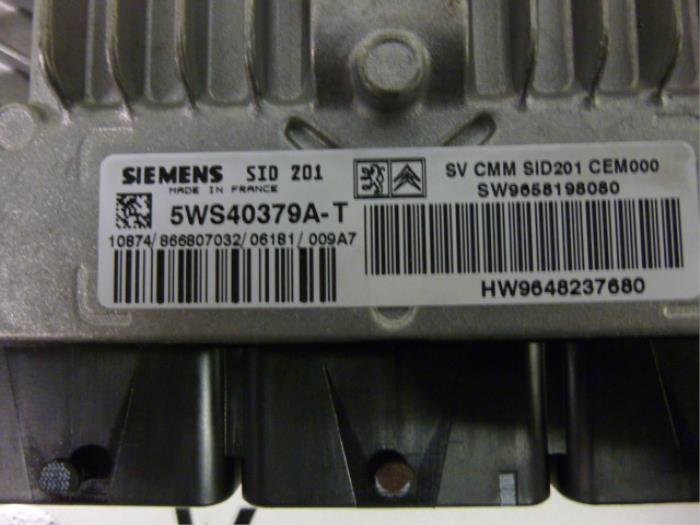 SIEMENS SID 201
MADE IN FRANCE
5WS40379A-T
10874/866807032/06181/009A7
SV CMM SID201 CEM000
SW9658198080
HW9648237680